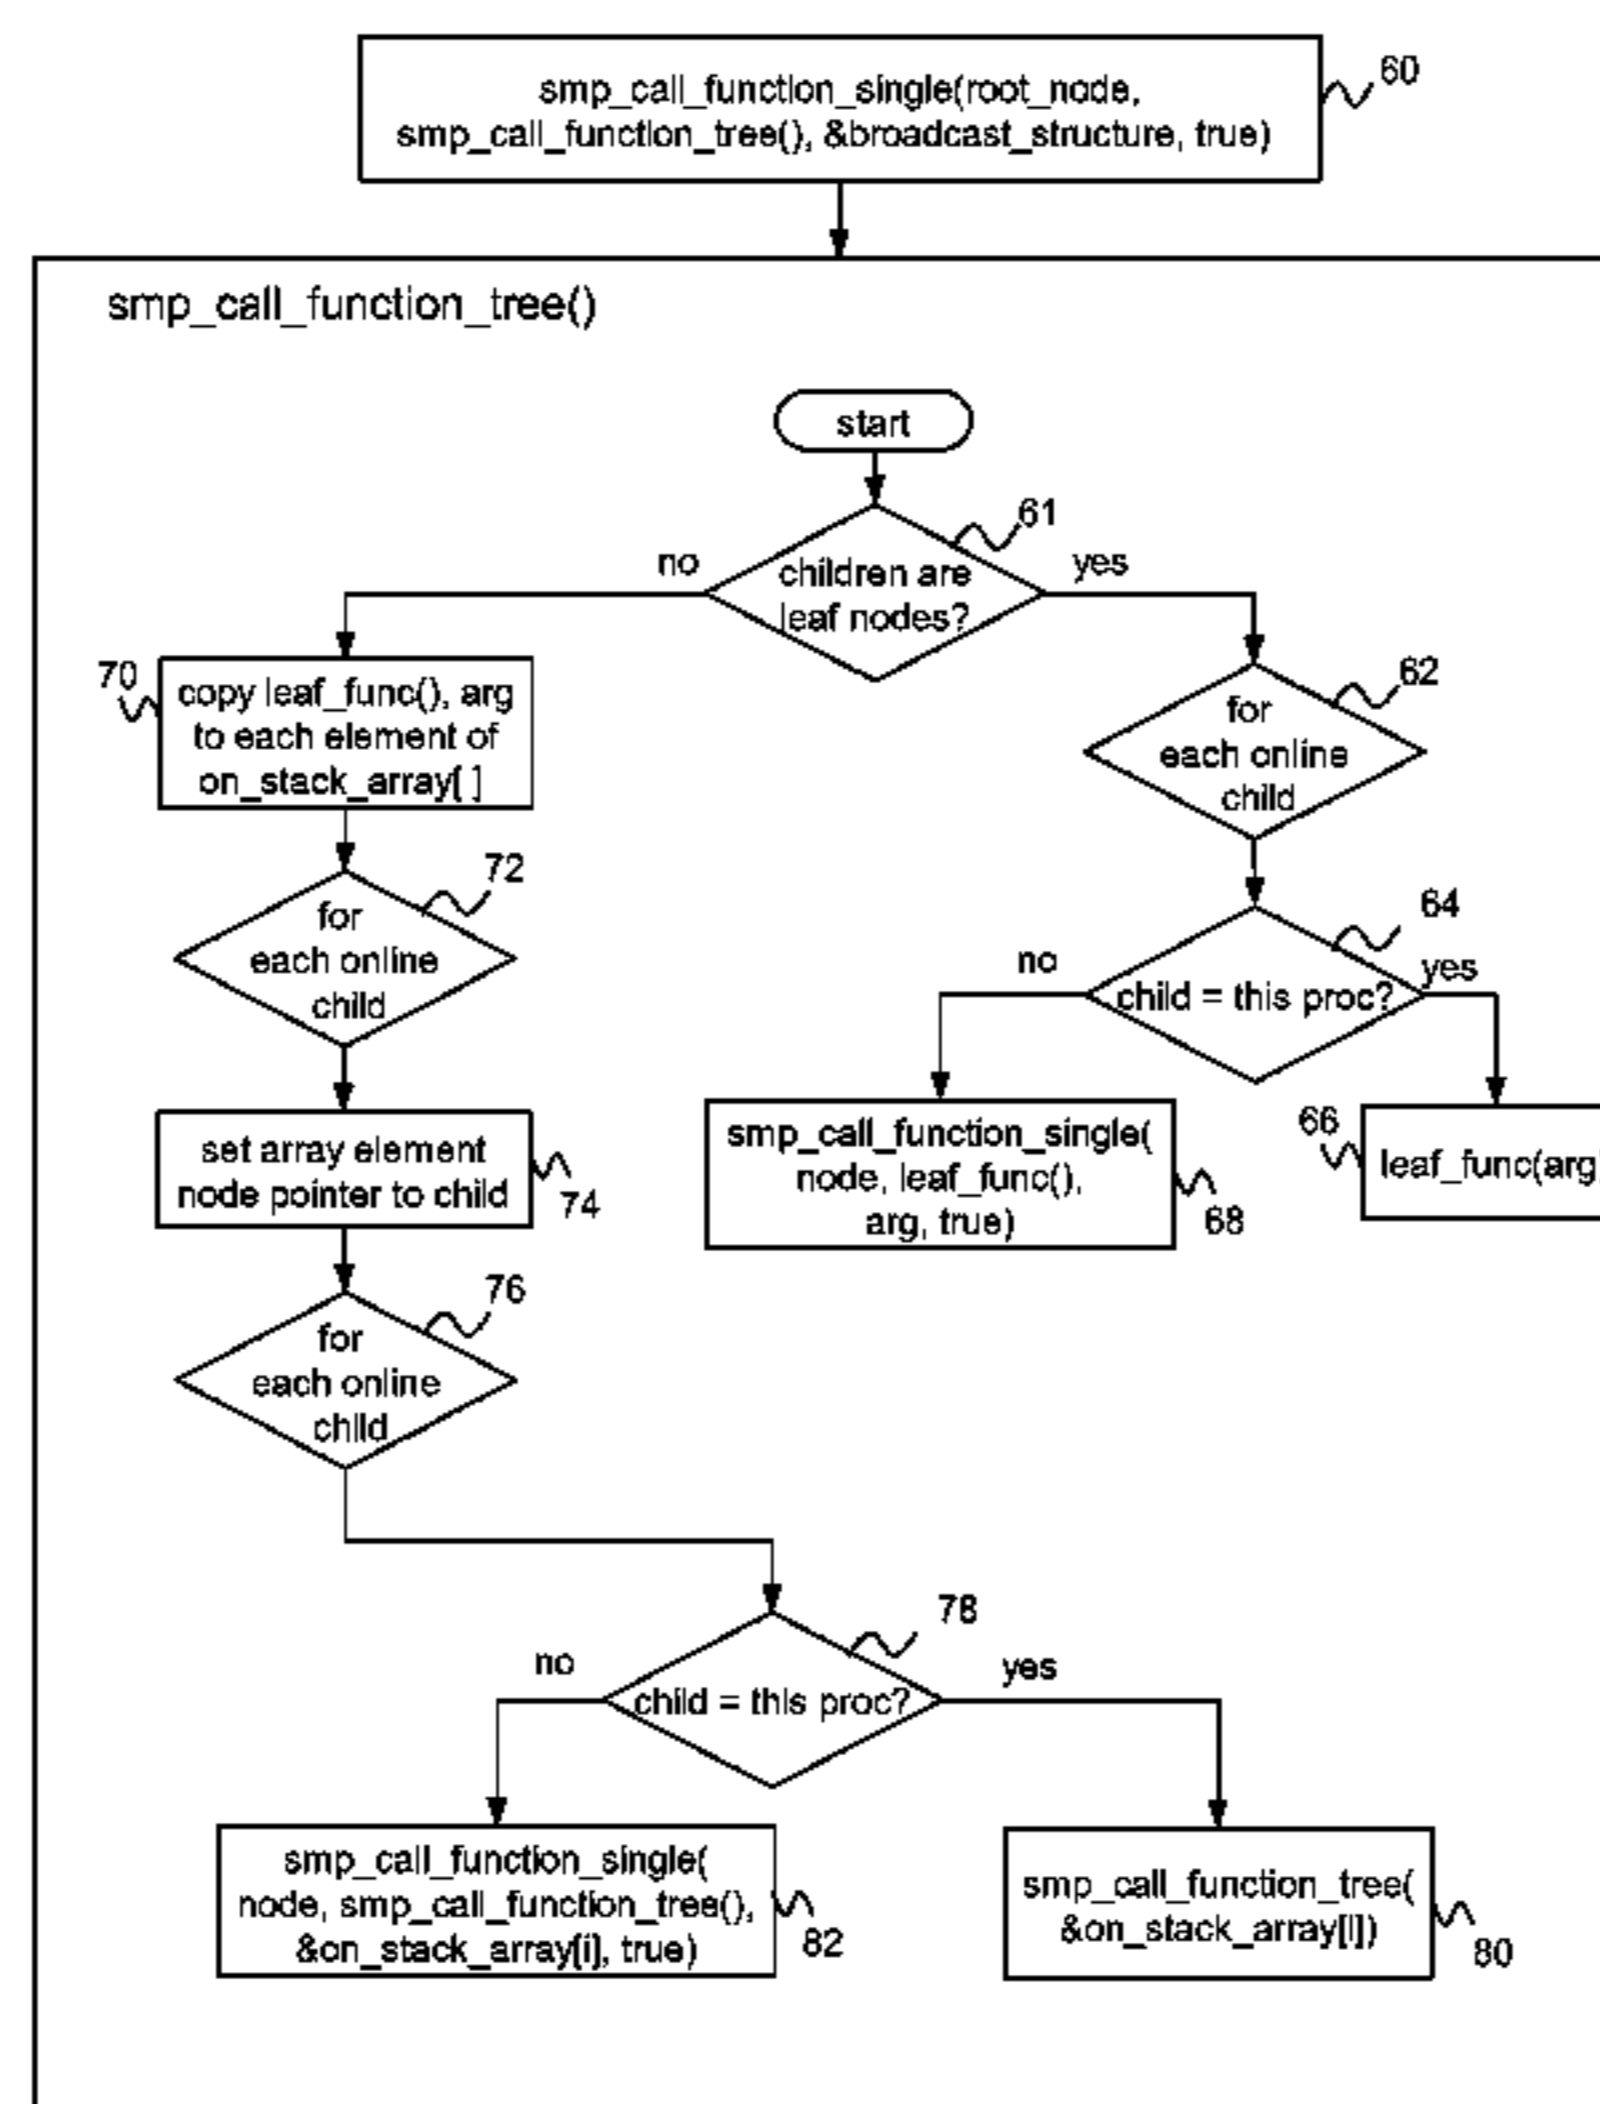 smp_call_function_single(root_node,
smp_call_function_tree(), &broadcast_structure, true)
60
smp_call_function_tree()
start
61
children are
leaf nodes?
no
yes
70
copy leaf_func(), arg
to each element of
on_stack_array[ ]
62
for
each online
child
72
for
each online
child
64
child = this proc?
no
yes
set array element
node pointer to child
74
smp_call_function_single(
node, leaf_func(),
arg, true)
68
66
leaf_func(arg)
76
for
each online
child
78
child = this proc?
no
yes
smp_call_function_single(
node, smp_call_function_tree(),
&on_stack_array[i], true)
82
smp_call_function_tree(
&on_stack_array[i])
80